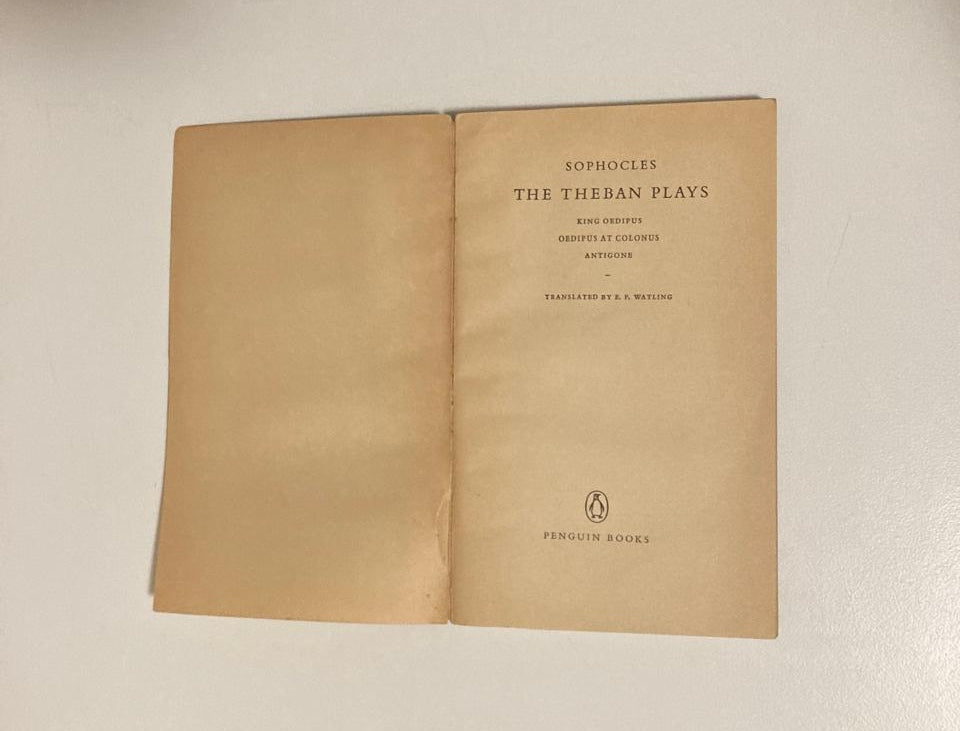 SOPHOCLES
THE THEBAN PLAYS
KING OEDIPUS
OEDIPUS AT COLONUS
ANTIGONE
–
TRANSLATED BY E. F. WATLING
PENGUIN BOOKS